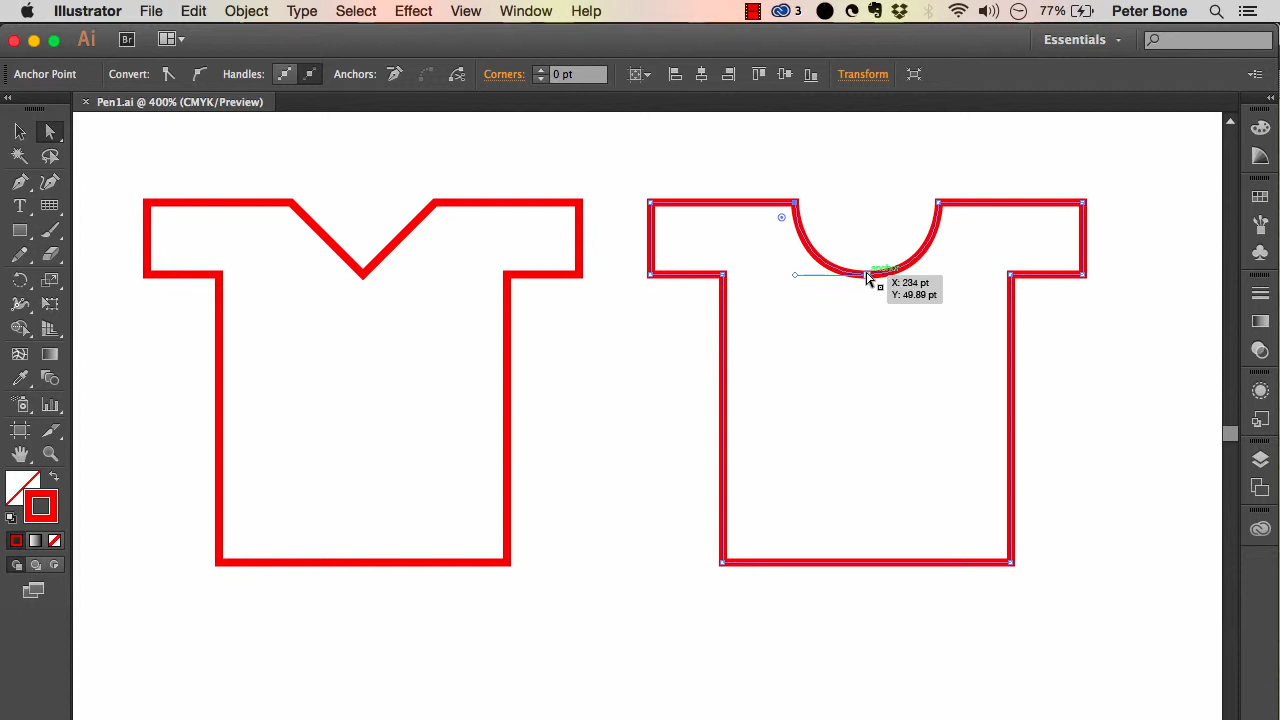 Illustrator File Edit Object Type Select Effect View Window Help 3 77% Peter Bone
Ai Br Essentials
Anchor Point Convert: Handles: Anchors: Corners: 0 pt Transform
× Pen1.ai @ 400% (CMYK/Preview)
anchor
X: 234 pt
Y: 49.89 pt